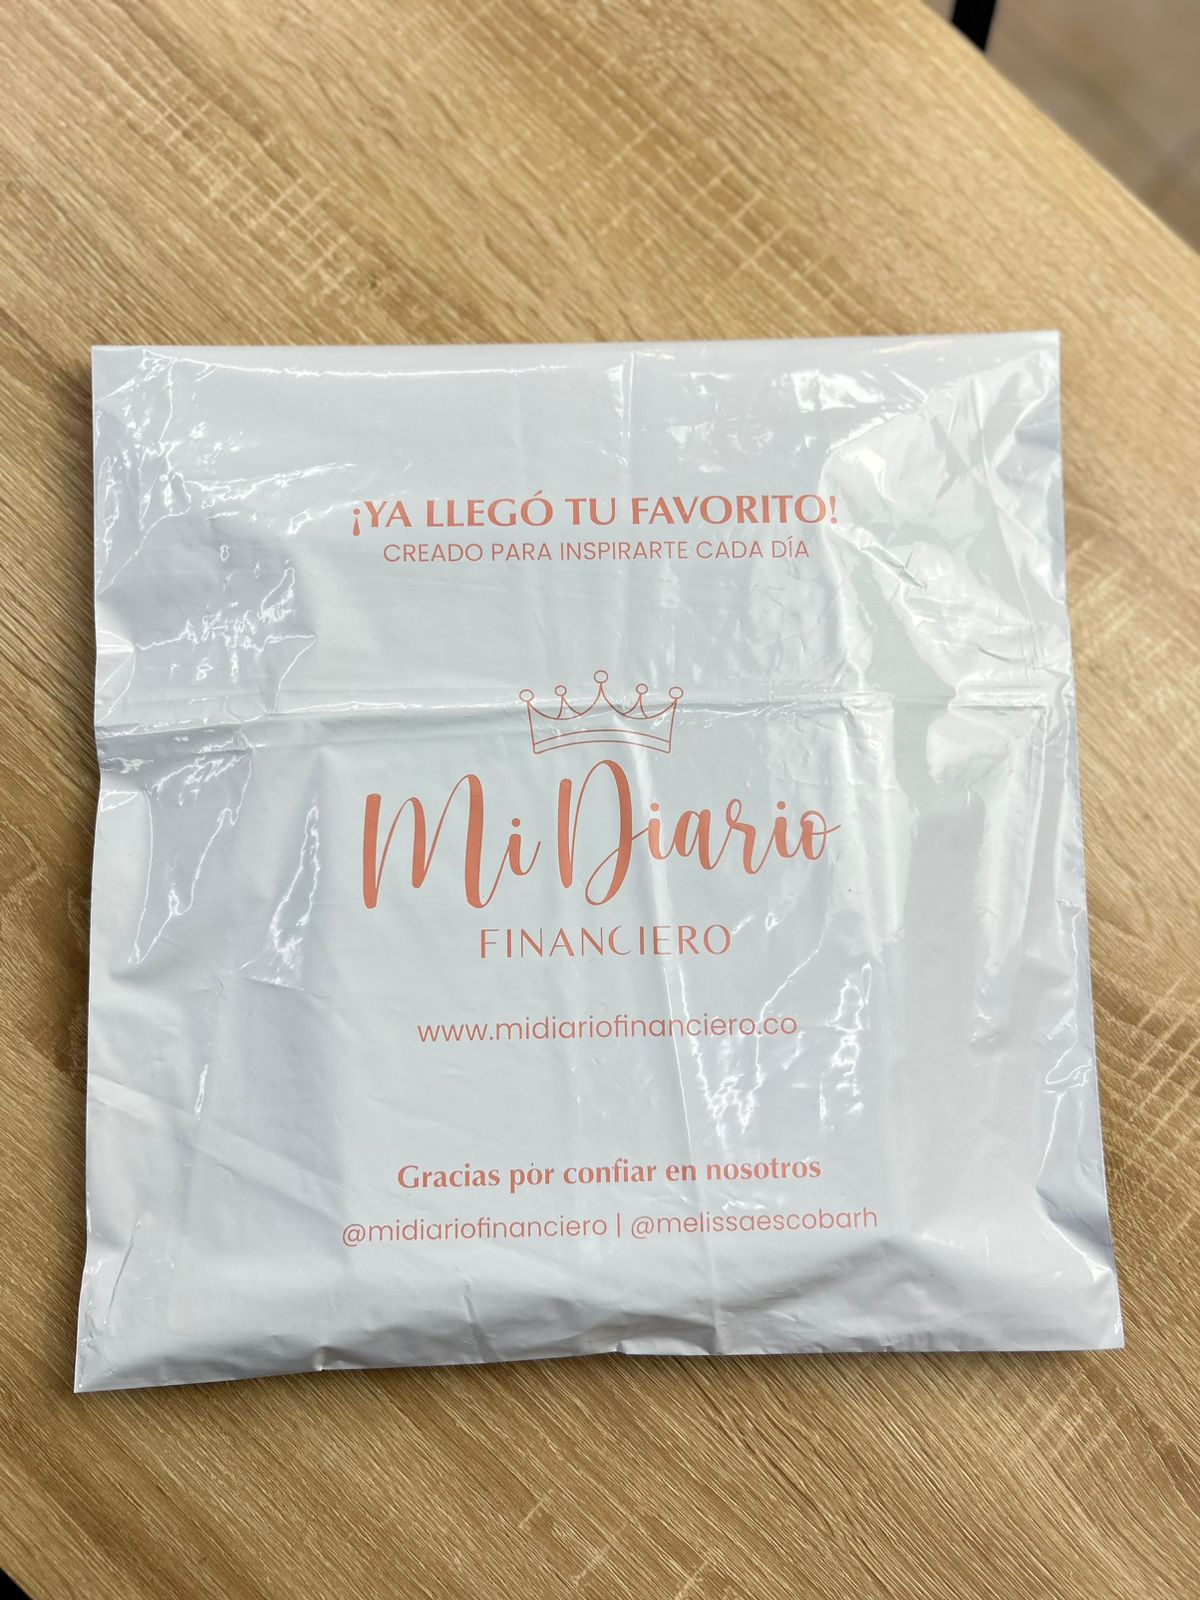 ¡YA LLEGÓ TU FAVORITO!
CREADO PARA INSPIRARTE CADA DÍA
Mi Diario
FINANCIERO
www.midiariofinanciero.co
Gracias por confiar en nosotros
@midiariofinanciero | @melissaescobarh